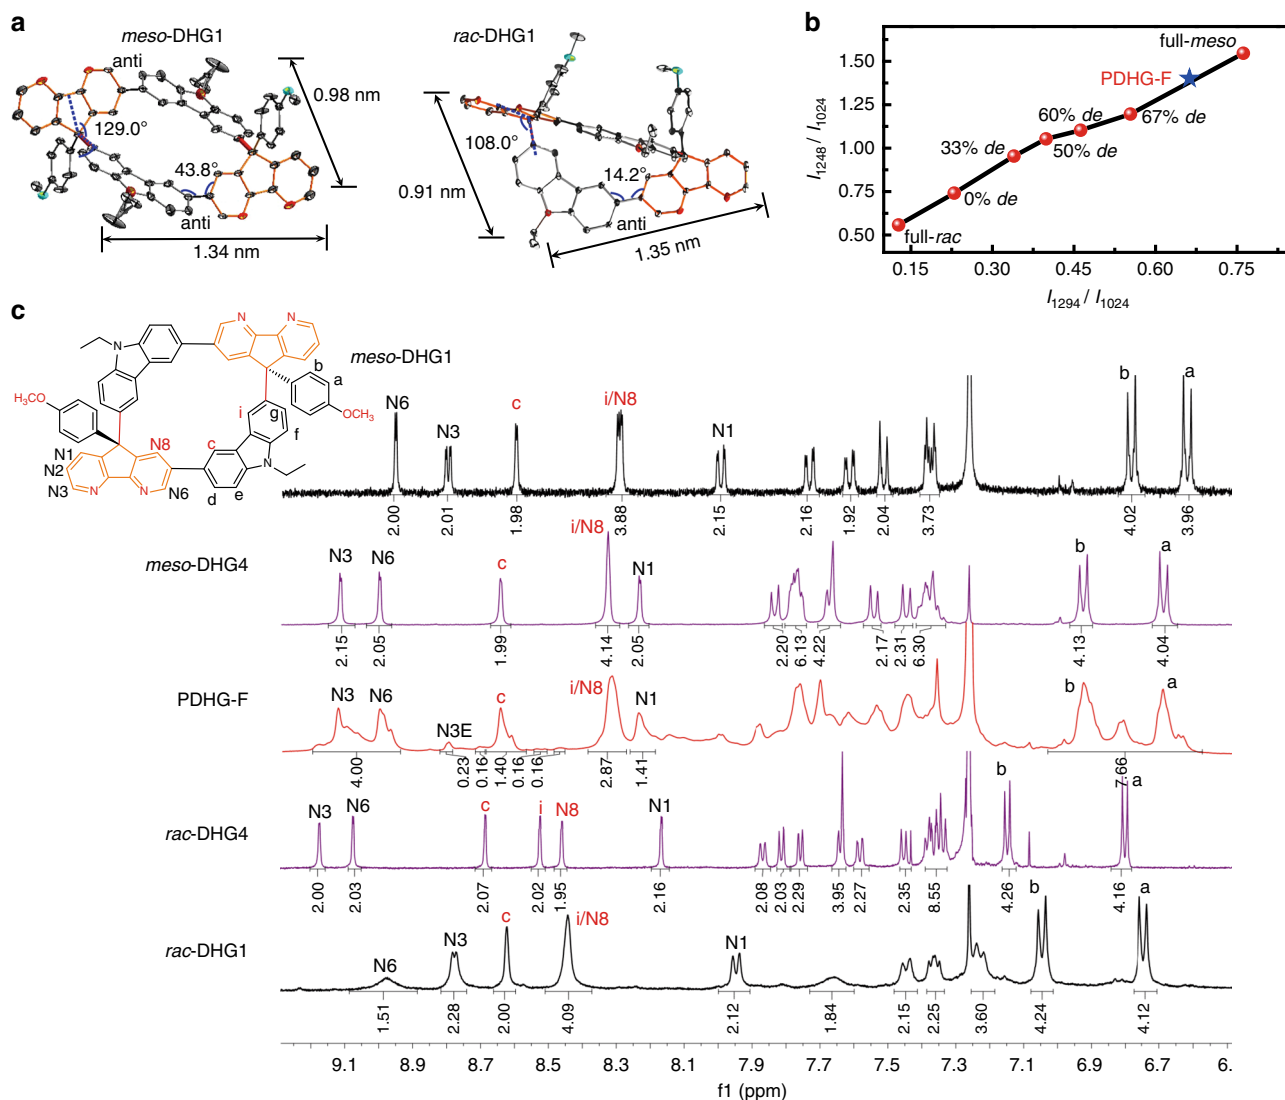 a
meso-DHG1
anti
129.0°
43.8°
anti
0.98 nm
1.34 nm
rac-DHG1
108.0°
14.2°
anti
0.91 nm
1.35 nm
b
I1248 / I1024
1.50
1.25
1.00
0.75
0.50
full-meso
PDHG-F
60% de
67% de
50% de
33% de
0% de
full-rac
0.15 0.30 0.45 0.60 0.75
I1294 / I1024
c
N N
N
b
a
OCH3
H3CO
i
g
f
N8
c
N
N1
N2
N3
N N
N6
d
e
meso-DHG1
N6 N3 c i/N8 N1 b a
2.00 2.01 1.98 3.88 2.15 2.16 1.92 2.04 3.73 4.02 3.96
meso-DHG4
N3 N6 c i/N8 N1 b a
2.15 2.05 1.99 4.14 2.05 2.20 6.13 4.22 2.17 2.31 6.30 4.13 4.04
PDHG-F
N3 N6 N3E c i/N8 N1 b a
4.00 0.23 0.16 1.40 0.16 0.16 2.87 1.41 7.66
rac-DHG4
N3 N6 c i N8 N1 b a
2.00 2.03 2.07 2.02 1.95 2.16 2.08 2.03 2.29 3.95 2.27 2.35 8.55 4.26 4.16
rac-DHG1
N6 N3 c i/N8 N1 b a
1.51 2.28 2.00 4.09 2.12 1.84 2.15 2.25 3.60 4.24 4.12
9.1 8.9 8.7 8.5 8.3 8.1 7.9 7.7 7.5 7.3 7.1 6.9 6.7 6.
f1 (ppm)